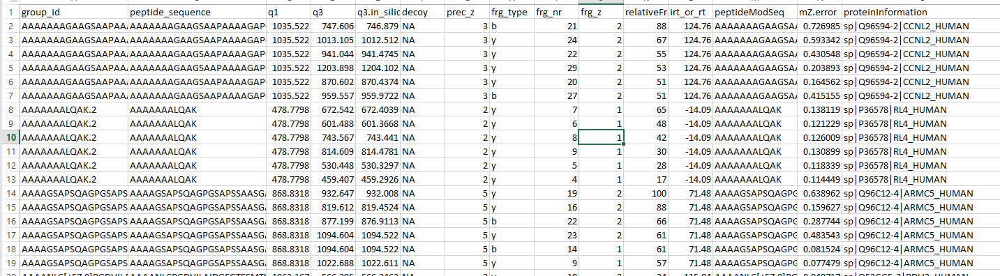 1 group_id peptide_sequence q1 q3 q3.in_silic decoy prec_z frg_type frg_nr frg_z relativeFr irt_or_rt peptideModSeq mZ.error proteinInformation
2 AAAAAAAGAAGSAAPAA AAAAAAAGAAGSAAPAAAAGAP 1035.522 747.606 746.879 NA 3 b 21 2 88 124.76 AAAAAAAGAAGSA 0.726985 sp|Q96S94-2|CCNL2_HUMAN
3 AAAAAAAGAAGSAAPAA AAAAAAAGAAGSAAPAAAAGAP 1035.522 1013.105 1012.512 NA 3 y 24 2 67 124.76 AAAAAAAGAAGSA 0.593342 sp|Q96S94-2|CCNL2_HUMAN
4 AAAAAAAGAAGSAAPAA AAAAAAAGAAGSAAPAAAAGAP 1035.522 941.044 941.4745 NA 3 y 22 2 55 124.76 AAAAAAAGAAGSA 0.430548 sp|Q96S94-2|CCNL2_HUMAN
5 AAAAAAAGAAGSAAPAA AAAAAAAGAAGSAAPAAAAGAP 1035.522 1203.898 1204.102 NA 3 y 29 2 53 124.76 AAAAAAAGAAGSA 0.203893 sp|Q96S94-2|CCNL2_HUMAN
6 AAAAAAAGAAGSAAPAA AAAAAAAGAAGSAAPAAAAGAP 1035.522 870.602 870.4374 NA 3 y 20 2 51 124.76 AAAAAAAGAAGSA 0.164562 sp|Q96S94-2|CCNL2_HUMAN
7 AAAAAAAGAAGSAAPAA AAAAAAAGAAGSAAPAAAAGAP 1035.522 959.557 959.9722 NA 3 b 27 2 51 124.76 AAAAAAAGAAGSA 0.415155 sp|Q96S94-2|CCNL2_HUMAN
8 AAAAAAALQAK.2 AAAAAAALQAK 478.7798 672.542 672.4039 NA 2 y 7 1 65 -14.09 AAAAAAALQAK 0.138119 sp|P36578|RL4_HUMAN
9 AAAAAAALQAK.2 AAAAAAALQAK 478.7798 601.488 601.3668 NA 2 y 6 1 48 -14.09 AAAAAAALQAK 0.121229 sp|P36578|RL4_HUMAN
10 AAAAAAALQAK.2 AAAAAAALQAK 478.7798 743.567 743.441 NA 2 y 8 1 42 -14.09 AAAAAAALQAK 0.126009 sp|P36578|RL4_HUMAN
11 AAAAAAALQAK.2 AAAAAAALQAK 478.7798 814.609 814.4781 NA 2 y 9 1 30 -14.09 AAAAAAALQAK 0.130899 sp|P36578|RL4_HUMAN
12 AAAAAAALQAK.2 AAAAAAALQAK 478.7798 530.448 530.3297 NA 2 y 5 1 28 -14.09 AAAAAAALQAK 0.118339 sp|P36578|RL4_HUMAN
13 AAAAAAALQAK.2 AAAAAAALQAK 478.7798 459.407 459.2926 NA 2 y 4 1 17 -14.09 AAAAAAALQAK 0.114449 sp|P36578|RL4_HUMAN
14 AAAAGSAPSQAGPGSAPS AAAAGSAPSQAGPGSAPSSAASGA 868.8318 932.647 932.008 NA 5 y 19 2 100 71.48 AAAAGSAPSQAGPG 0.638962 sp|Q96C12-4|ARMC5_HUMAN
15 AAAAGSAPSQAGPGSAPS AAAAGSAPSQAGPGSAPSSAASGA 868.8318 819.612 819.4524 NA 5 y 16 2 88 71.48 AAAAGSAPSQAGPG 0.159627 sp|Q96C12-4|ARMC5_HUMAN
16 AAAAGSAPSQAGPGSAPS AAAAGSAPSQAGPGSAPSSAASGA 868.8318 877.199 876.9113 NA 5 b 22 2 66 71.48 AAAAGSAPSQAGPG 0.287744 sp|Q96C12-4|ARMC5_HUMAN
17 AAAAGSAPSQAGPGSAPS AAAAGSAPSQAGPGSAPSSAASGA 868.8318 1094.604 1094.522 NA 5 y 23 2 61 71.48 AAAAGSAPSQAGPG 0.483543 sp|Q96C12-4|ARMC5_HUMAN
18 AAAAGSAPSQAGPGSAPS AAAAGSAPSQAGPGSAPSSAASGA 868.8318 1094.604 1094.522 NA 5 b 14 1 61 71.48 AAAAGSAPSQAGPG 0.081524 sp|Q96C12-4|ARMC5_HUMAN
19 AAAAGSAPSQAGPGSAPS AAAAGSAPSQAGPGSAPSSAASGA 868.8318 1022.688 1022.611 NA 5 y 9 1 57 71.48 AAAAGSAPSQAGPG 0.077479 sp|Q96C12-4|ARMC5_HUMAN